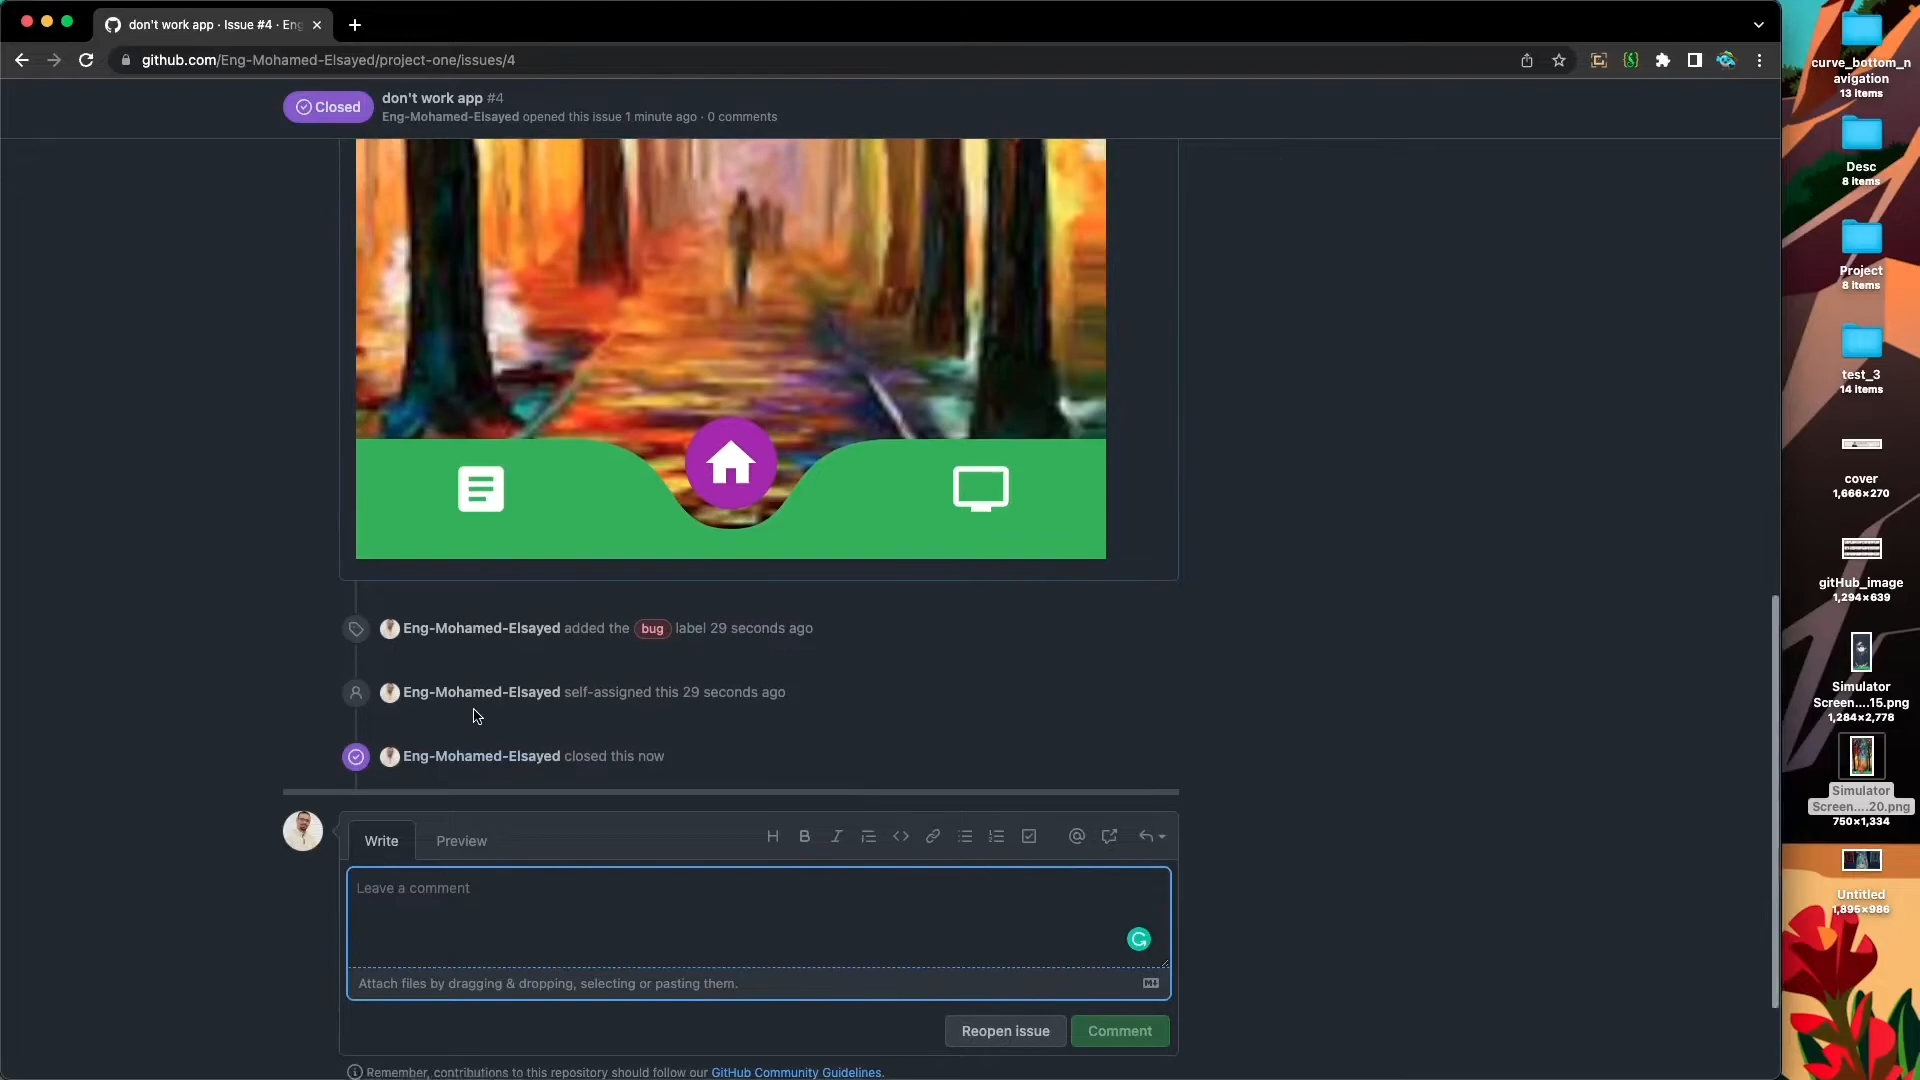 don't work app · Issue #4 · Eng
github.com/Eng-Mohamed-Elsayed/project-one/issues/4
Closed
don't work app #4
Eng-Mohamed-Elsayed opened this issue 1 minute ago · 0 comments
Eng-Mohamed-Elsayed added the bug label 29 seconds ago
Eng-Mohamed-Elsayed self-assigned this 29 seconds ago
Eng-Mohamed-Elsayed closed this now
Write
Preview
Leave a comment
Attach files by dragging & dropping, selecting or pasting them.
Reopen issue
Comment
Remember, contributions to this repository should follow our GitHub Community Guidelines.
curve_bottom_n
avigation
13 items
Desc
8 items
Project
8 items
test_3
14 items
cover
1,666×270
gitHub_image
1,294×639
Simulator
Screen....15.png
1,284×2,778
Simulator
Screen....20.png
750×1,334
Untitled
1,895×986